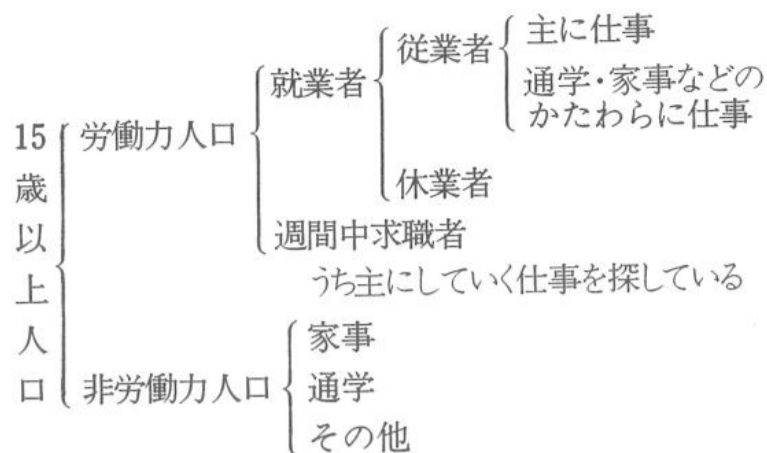 15歳以上人口
労働力人口
就業者
従業者
主に仕事
通学・家事などの
かたわらに仕事
休業者
週間中求職者
うち主にしていく仕事を探している
非労働力人口
家事
通学
その他